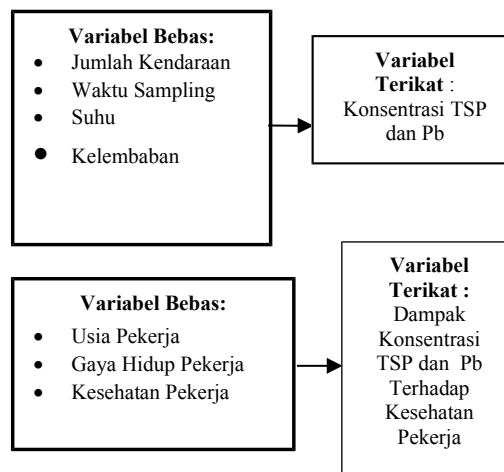 Variabel Bebas:
• Jumlah Kendaraan
• Waktu Sampling
• Suhu
• Kelembaban
Variabel
Terikat :
Konsentrasi TSP
dan Pb
Variabel Bebas:
• Usia Pekerja
• Gaya Hidup Pekerja
• Kesehatan Pekerja
Variabel
Terikat :
Dampak
Konsentrasi
TSP dan Pb
Terhadap
Kesehatan
Pekerja